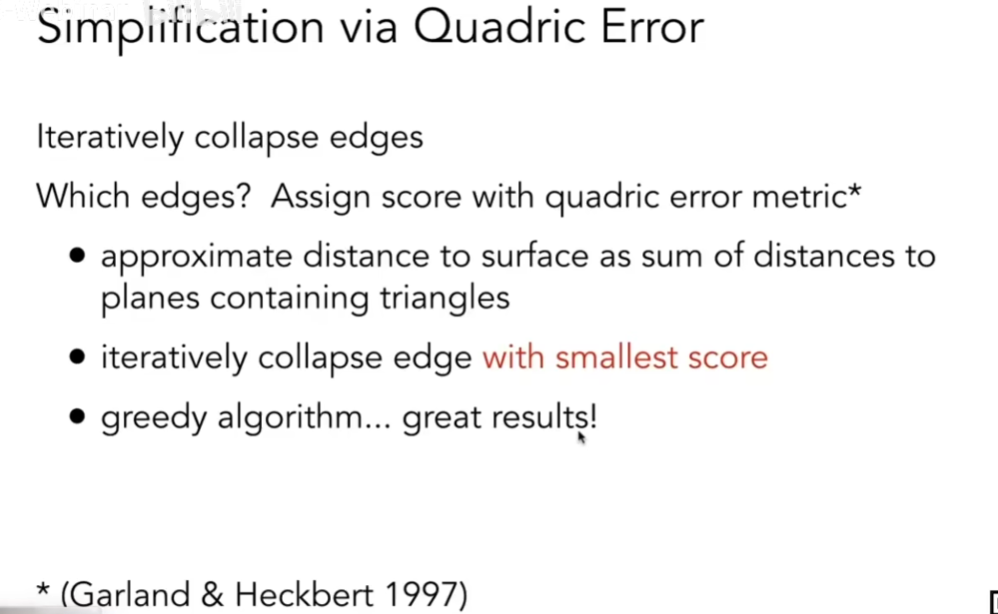 Simplification via Quadric Error
Iteratively collapse edges
Which edges? Assign score with quadric error metric*
● approximate distance to surface as sum of distances to
planes containing triangles
● iteratively collapse edge with smallest score
● greedy algorithm... great results!
* (Garland & Heckbert 1997)